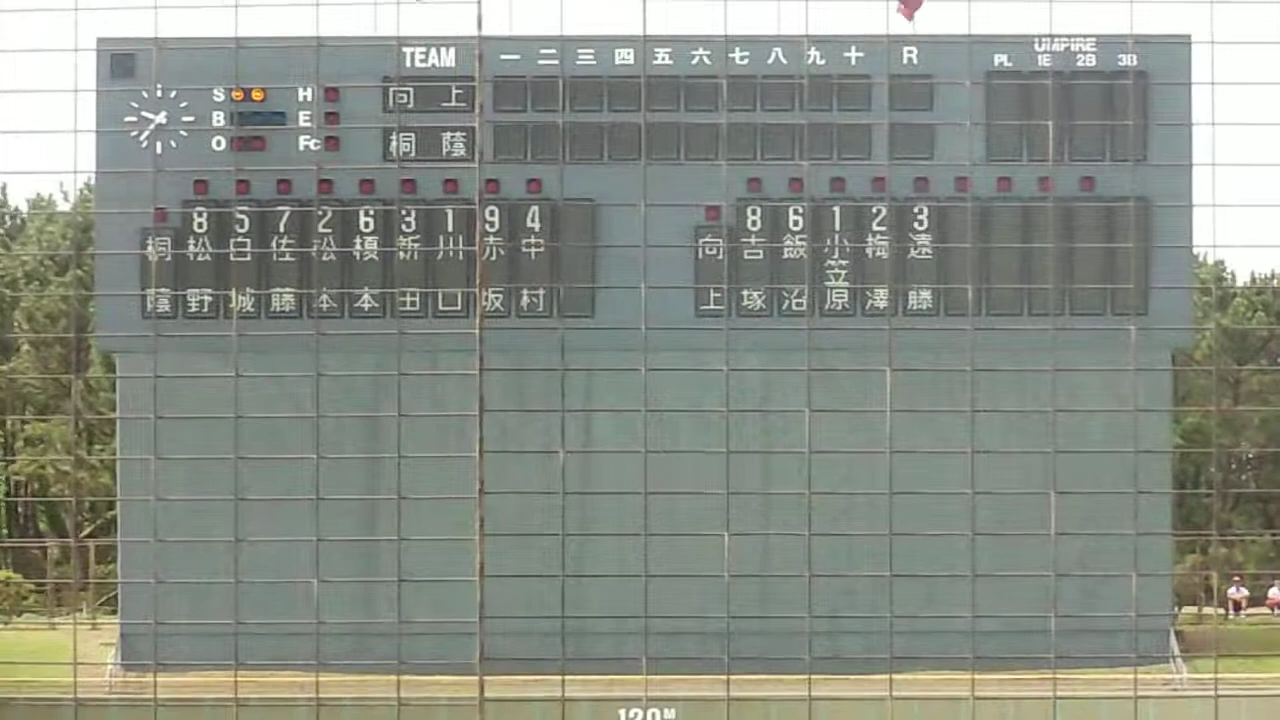 TEAM 一 二 三 四 五 六 七 八 九 十 R
UMPIRE
PL 1B 2B 3B
S H
B E
O Fc
向上
桐蔭
8 5 7 2 6 3 1 9 4
桐蔭 松野 白城 佐藤 松本 榎本 新田 川口 赤坂 中村
8 6 1 2 3
向上 古塚 飯沼 小笠原 梅澤 遠藤
120M